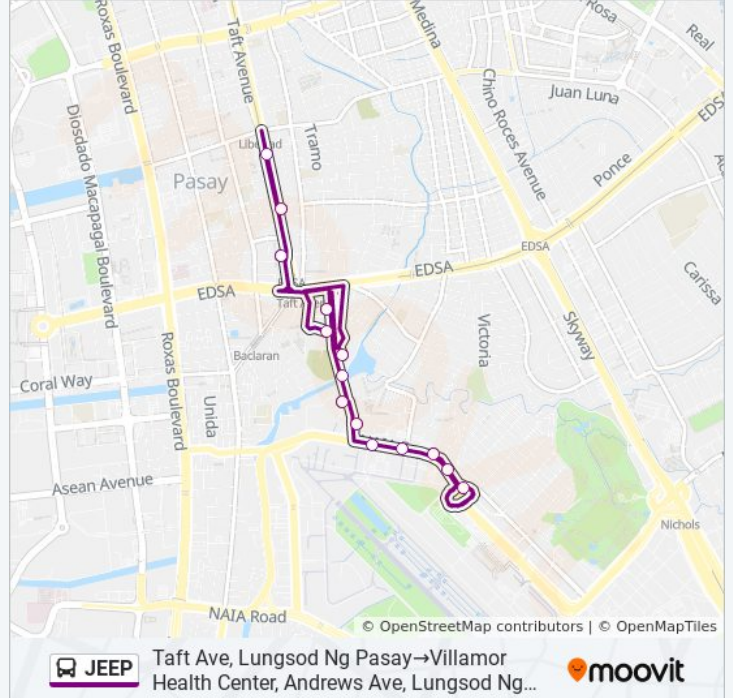 Roxas Boulevard
Taft Avenue
Medina
Rosa
Real
Juan Luna
Chino Roces Avenue
EDSA
Diosdado Macapagal Boulevard
Tramo
Libertad
Pasay
Ponce
EDSA
EDSA
EDSA
Carissa
Skyway
Victoria
Baclaran
Coral Way
Roxas Boulevard
Unida
Asean Avenue
Nichols
NAIA Road
© OpenStreetMap contributors | © OpenMapTiles
JEEP
Taft Ave, Lungsod Ng Pasay→Villamor
Health Center, Andrews Ave, Lungsod Ng...
moovit